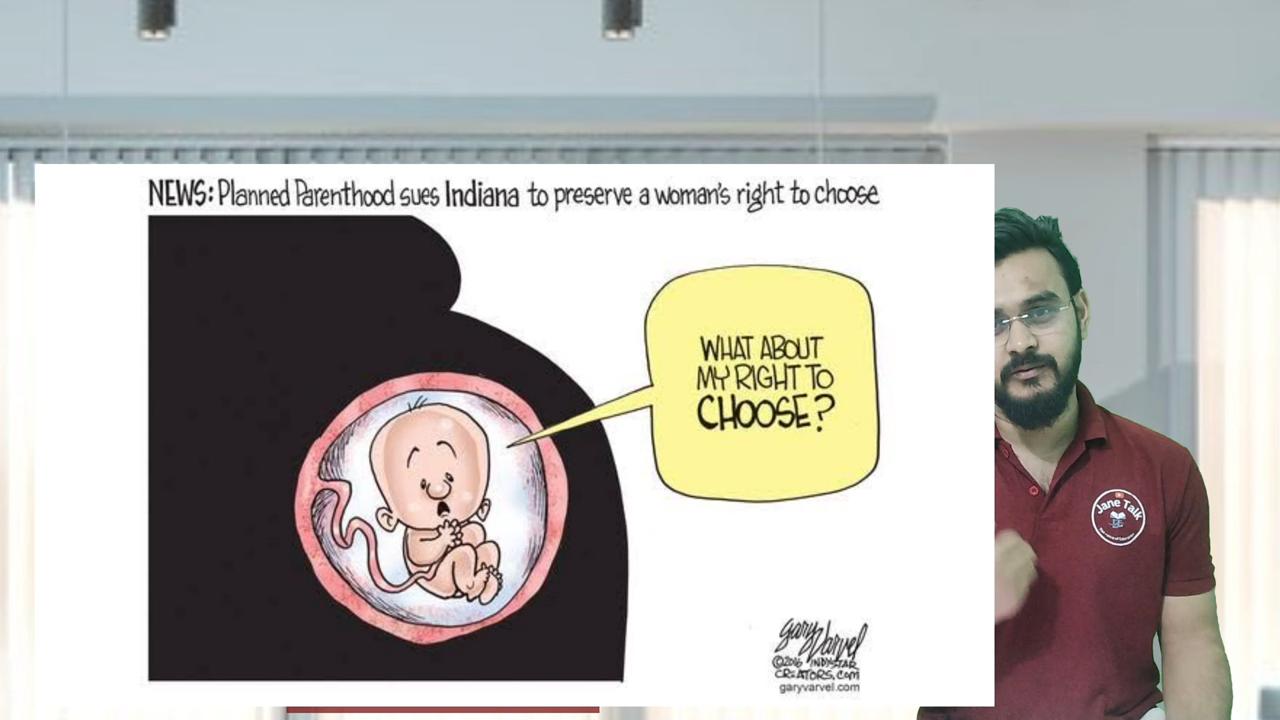 NEWS: Planned Parenthood sues Indiana to preserve a woman's right to choose
WHAT ABOUT
MY RIGHT TO
CHOOSE?
gary Varvel
©2016 INDYSTAR
CREATORS.COM
garyvarvel.com
Jane Talk